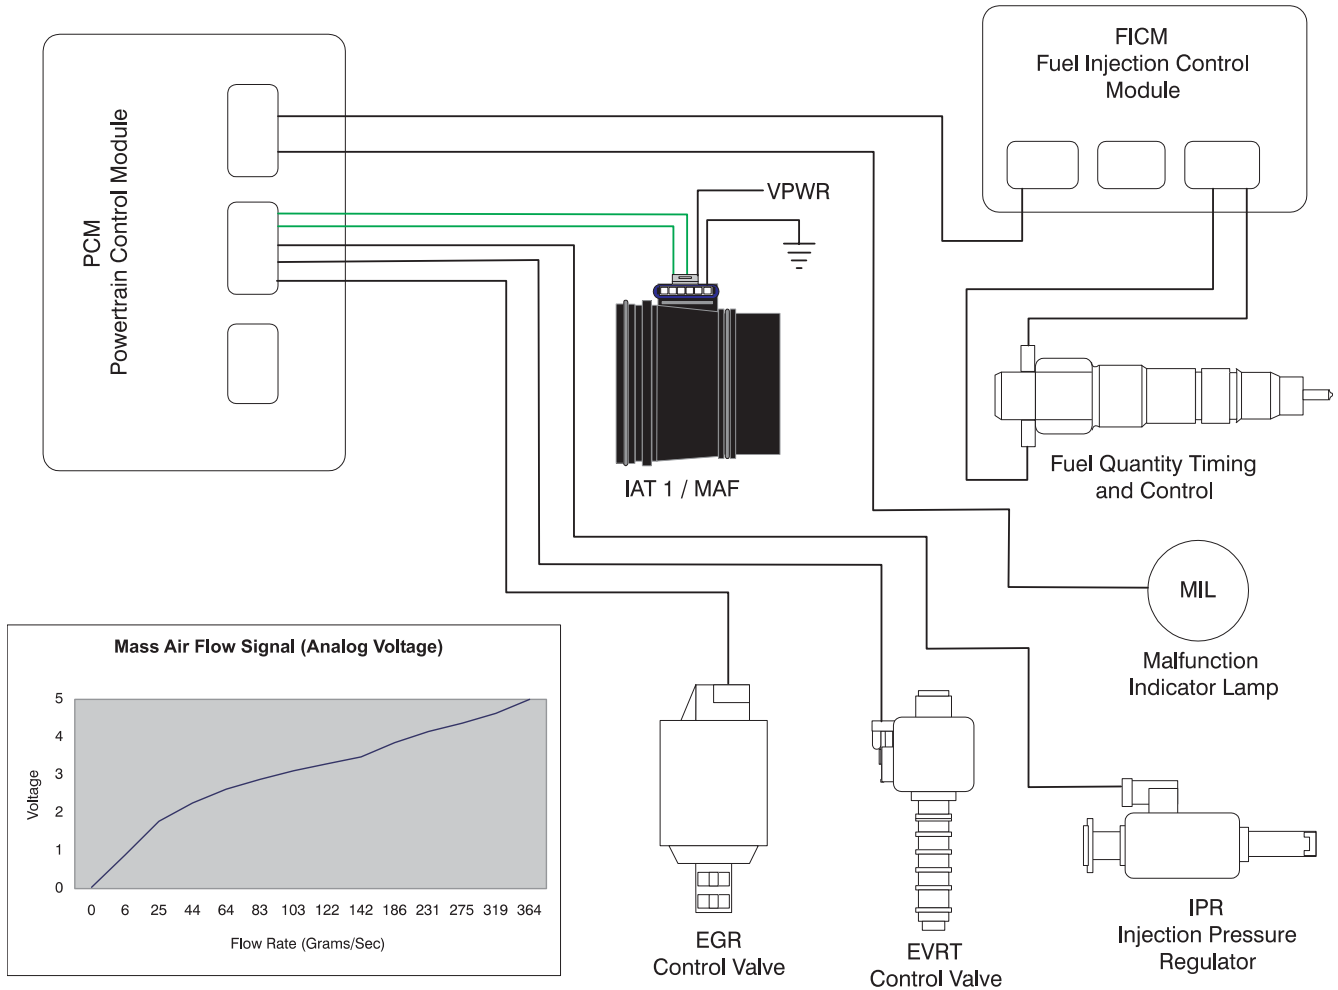 PCM
Powertrain Control Module
FICM
Fuel Injection Control
Module
VPWR
IAT 1 / MAF
Fuel Quantity Timing
and Control
MIL
Malfunction
Indicator Lamp
Mass Air Flow Signal (Analog Voltage)
Voltage
5
4
3
2
1
0
0 6 25 44 64 83 103 122 142 186 231 275 319 364
Flow Rate (Grams/Sec)
EGR
Control Valve
EVRT
Control Valve
IPR
Injection Pressure
Regulator